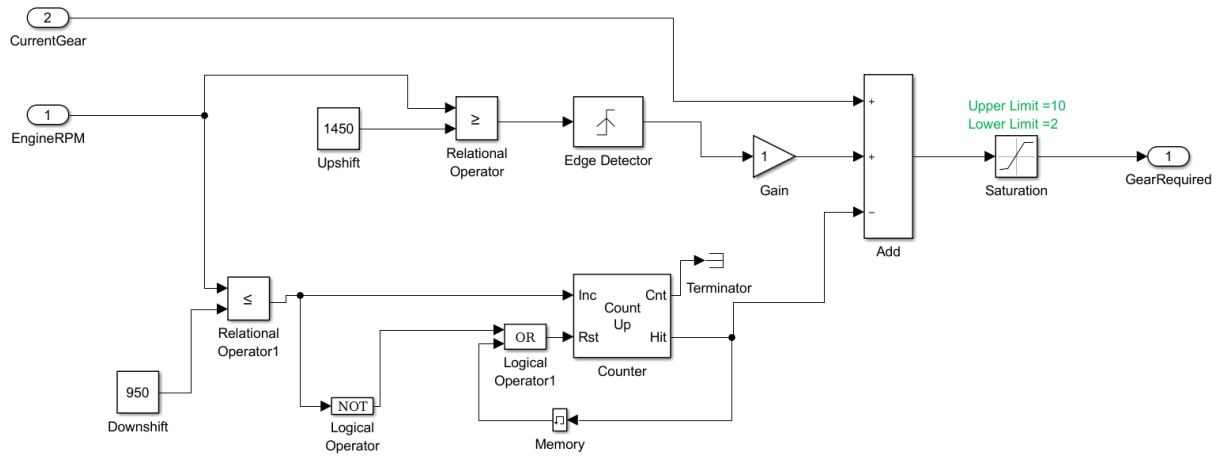 2
CurrentGear
1
EngineRPM
1450
Upshift
≥
Relational
Operator
Edge Detector
1
Gain
+
+
−
Add
Upper Limit =10
Lower Limit =2
Saturation
1
GearRequired
≤
Relational
Operator1
950
Downshift
NOT
Logical
Operator
OR
Logical
Operator1
Inc
Rst
Count
Up
Cnt
Hit
Counter
Terminator
Memory